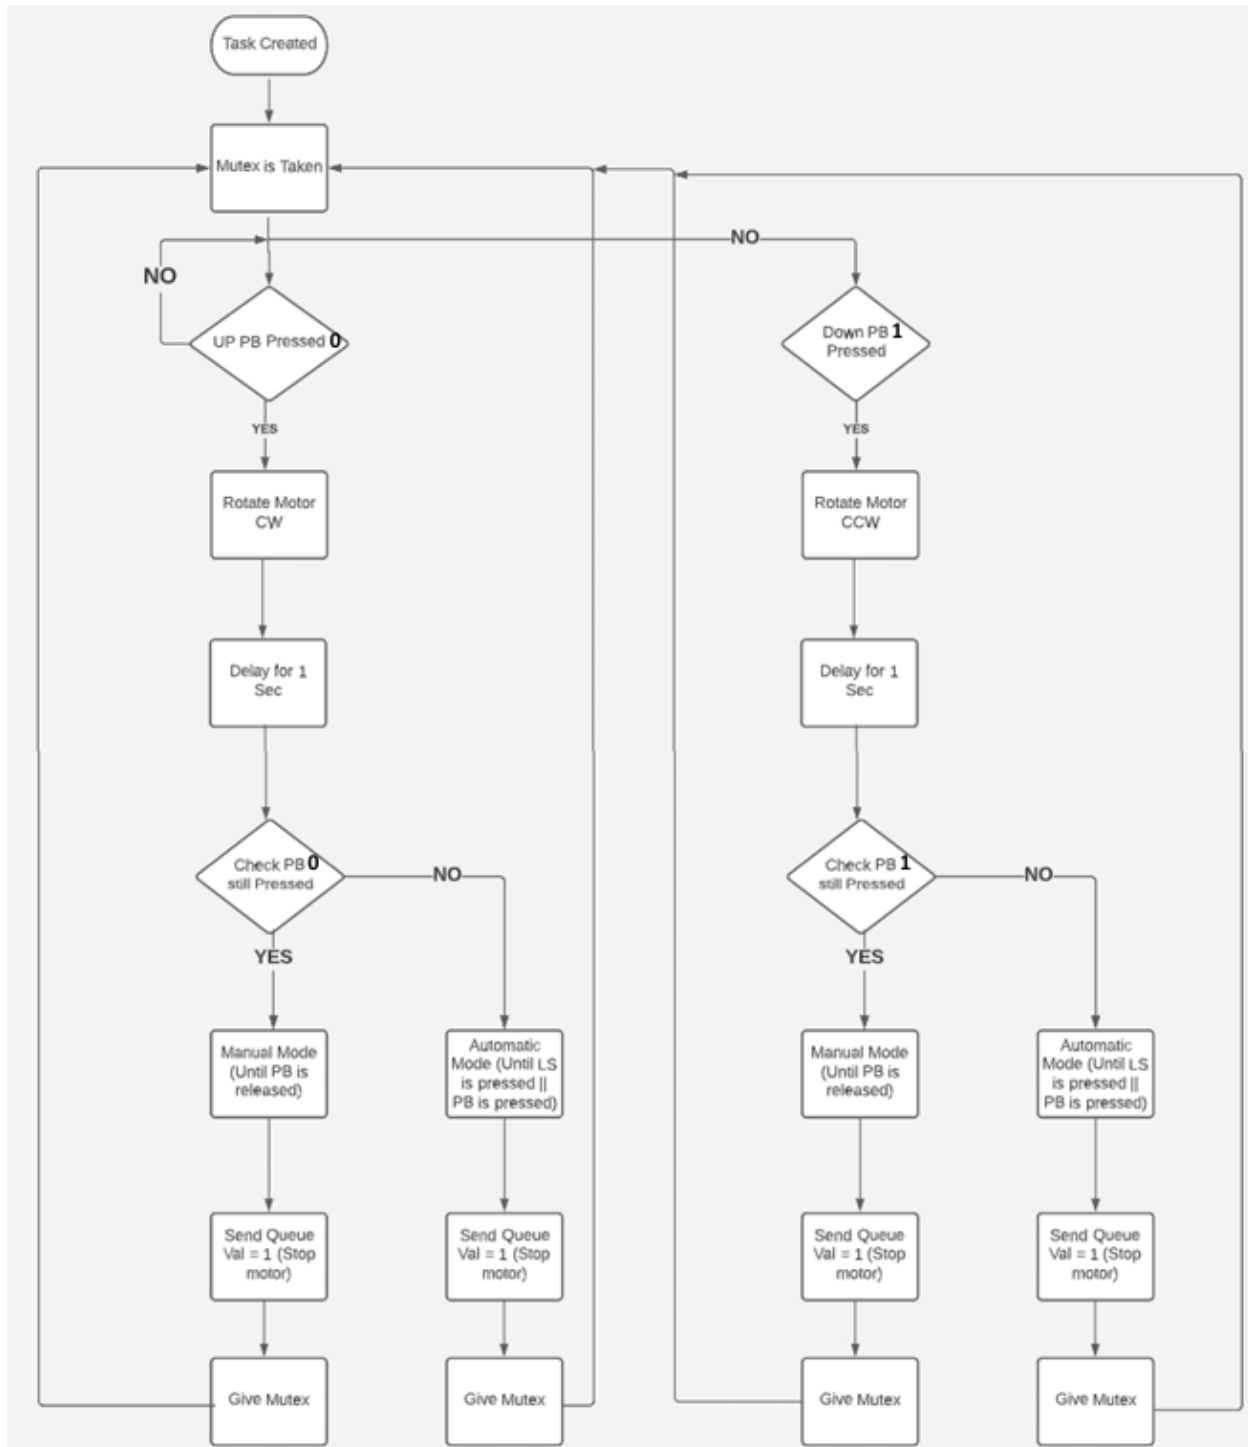 Task Created
Mutex is Taken
NO
NO
UP PB Pressed 0
Down PB 1
Pressed
YES
YES
Rotate Motor
CW
Rotate Motor
CCW
Delay for 1
Sec
Delay for 1
Sec
Check PB 0
still Pressed
NO
Check PB 1
still Pressed
NO
YES
YES
Manual Mode
(Until PB is
released)
Automatic
Mode (Until LS
is pressed ||
PB is pressed)
Manual Mode
(Until PB is
released)
Automatic
Mode (Until LS
is pressed ||
PB is pressed)
Send Queue
Val = 1 (Stop
motor)
Send Queue
Val = 1 (Stop
motor)
Send Queue
Val = 1 (Stop
motor)
Send Queue
Val = 1 (Stop
motor)
Give Mutex
Give Mutex
Give Mutex
Give Mutex